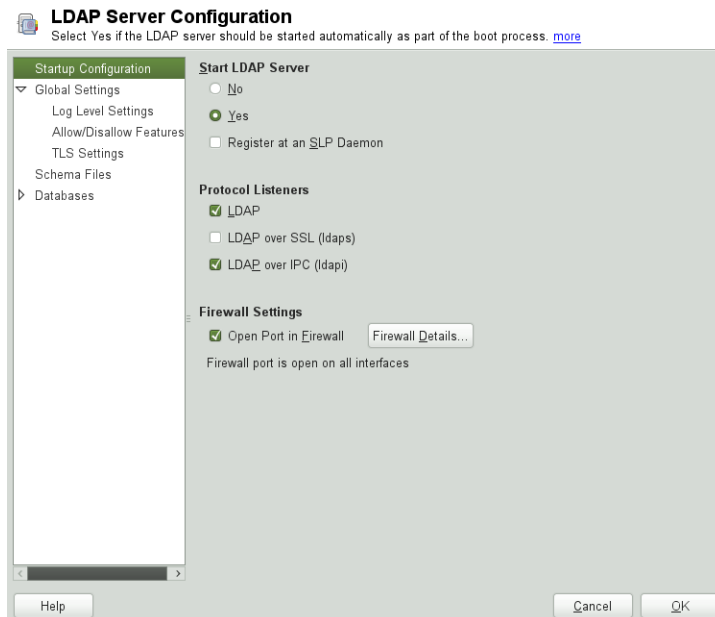 LDAP Server Configuration
Select Yes if the LDAP server should be started automatically as part of the boot process. more
Startup Configuration
Global Settings
Log Level Settings
Allow/Disallow Features
TLS Settings
Schema Files
Databases
Start LDAP Server
No
Yes
Register at an SLP Daemon
Protocol Listeners
LDAP
LDAP over SSL (ldaps)
LDAP over IPC (ldapi)
Firewall Settings
Open Port in Firewall
Firewall Details...
Firewall port is open on all interfaces
Help
Cancel
OK